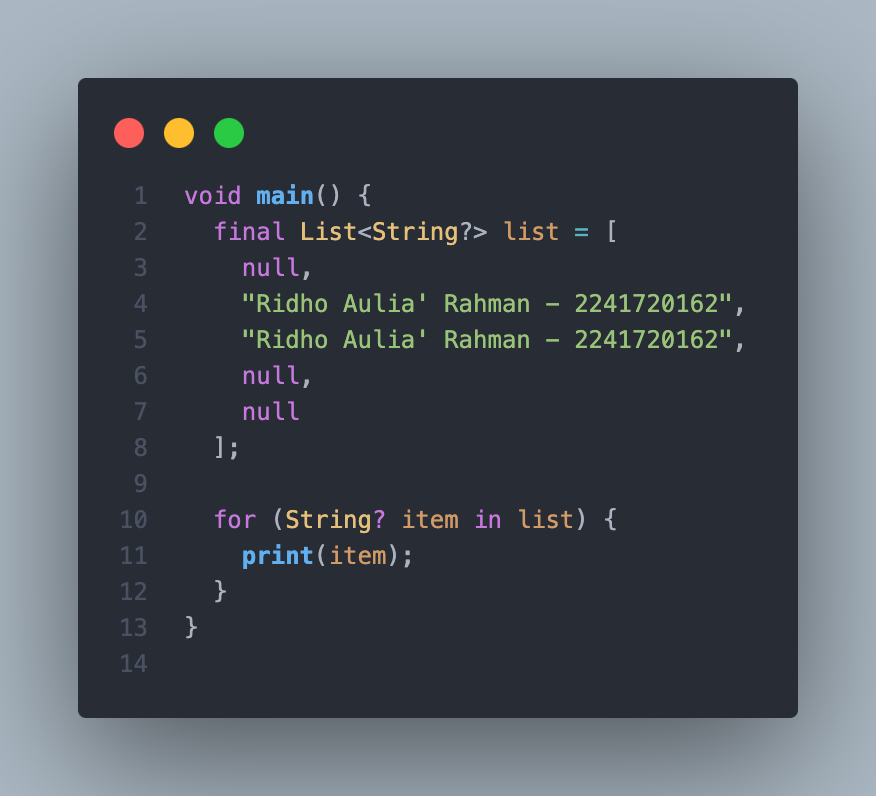 1 void main() {
2 final List<String?> list = [
3 null,
4 "Ridho Aulia' Rahman - 2241720162",
5 "Ridho Aulia' Rahman - 2241720162",
6 null,
7 null
8 ];
9
10 for (String? item in list) {
11 print(item);
12 }
13 }
14